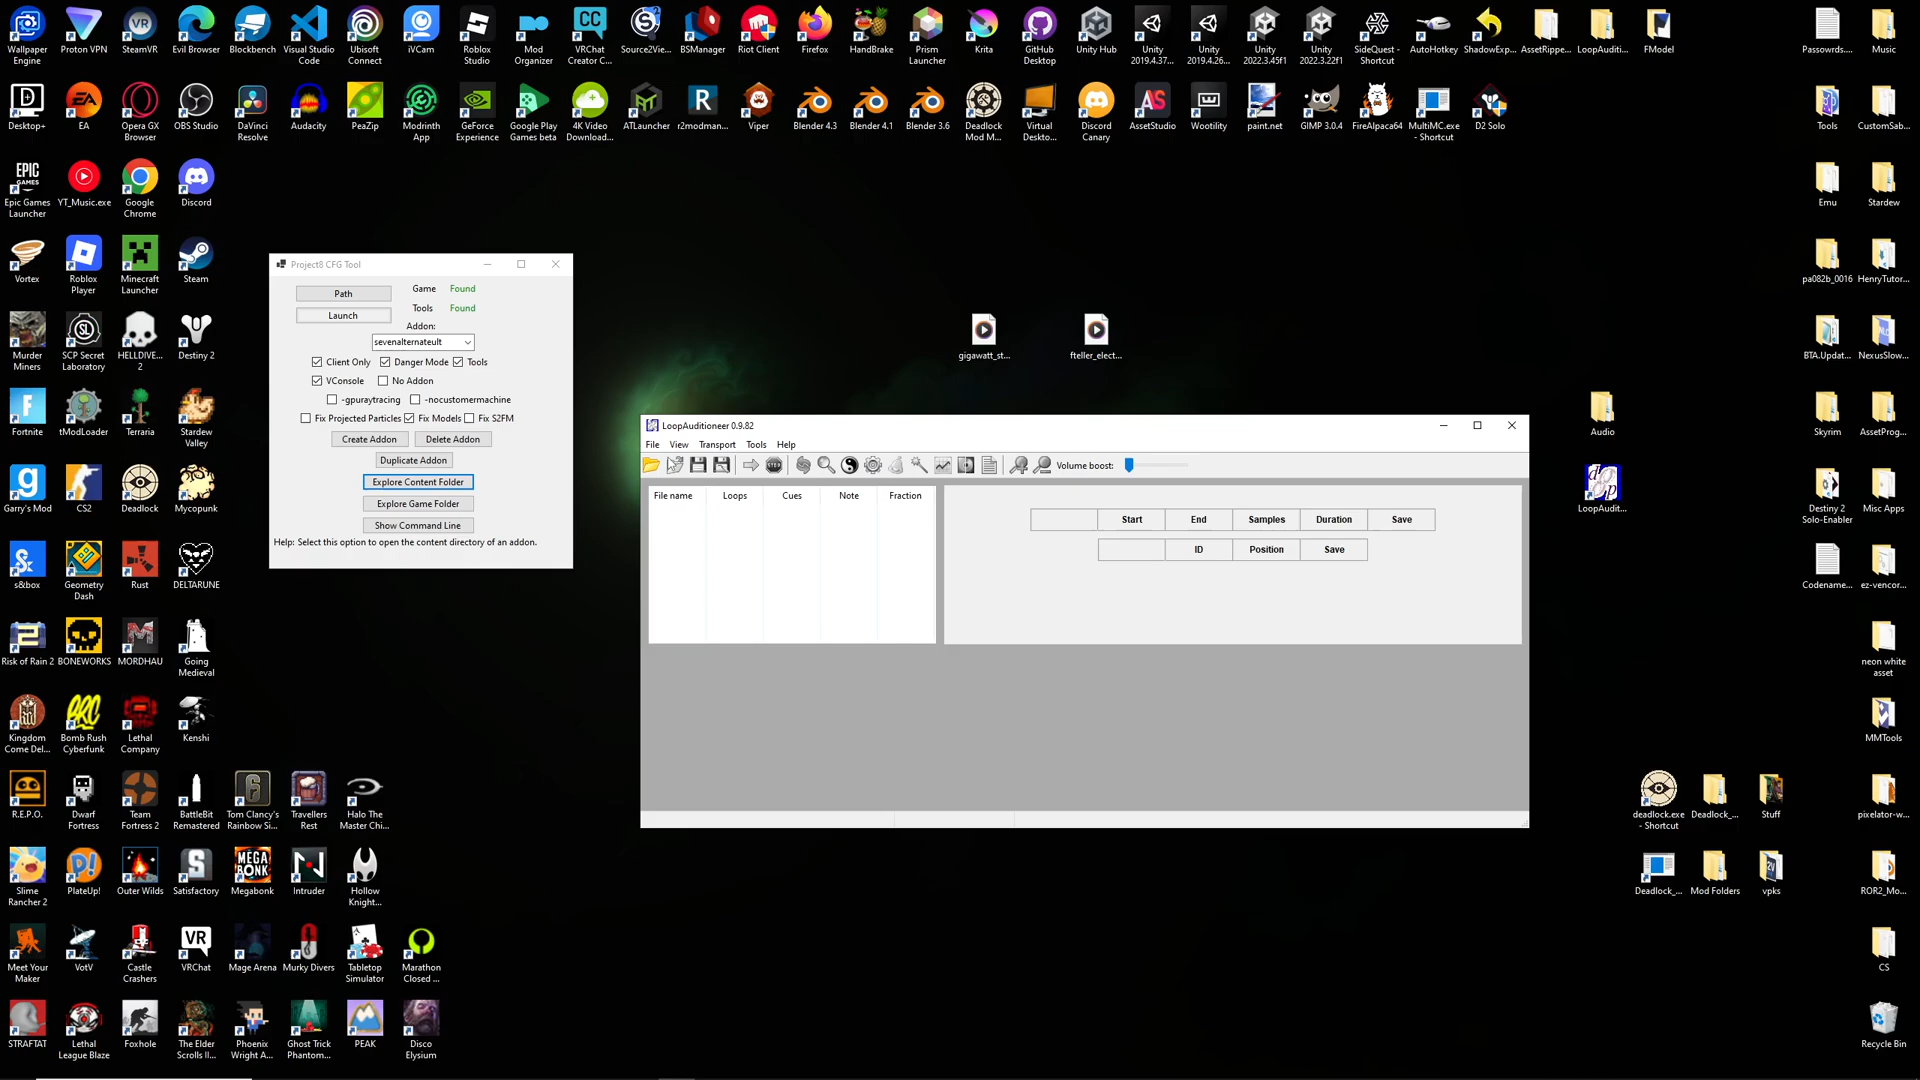 Wallpaper Engine
Proton VPN
SteamVR
Evil Browser
Blockbench
Visual Studio Code
Ubisoft Connect
iVCam
Roblox Studio
Mod Organizer
VRChat Creator C...
Source2Vie...
BSManager
Riot Client
Firefox
HandBrake
Prism Launcher
Krita
GitHub Desktop
Unity Hub
Unity 2019.4.37...
Unity 2019.4.26...
Unity 2022.3.45f1
Unity 2022.3.22f1
SideQuest - Shortcut
AutoHotkey
ShadowExp...
AssetRippe...
LoopAuditi...
FModel
Passowrds....
Music
Desktop+
EA
Opera GX Browser
OBS Studio
DaVinci Resolve
Audacity
PeaZip
Modrinth App
GeForce Experience
Google Play Games beta
4K Video Download...
ATLauncher
r2modman...
Viper
Blender 4.3
Blender 4.1
Blender 3.6
Deadlock Mod M...
Virtual Deskto...
Discord Canary
AssetStudio
Wootility
paint.net
GIMP 3.0.4
FireAlpaca64
MultiMC.exe - Shortcut
D2 Solo
Tools
CustomSab...
Epic Games Launcher
YT_Music.exe
Google Chrome
Discord
Emu
Stardew
Vortex
Roblox Player
Minecraft Launcher
Steam
pa082b_0016
HenryTutor...
Murder Miners
SCP Secret Laboratory
HELLDIVE... 2
Destiny 2
BTA.Updat...
NexusSlow...
Fortnite
tModLoader
Terraria
Stardew Valley
Audio
Skyrim
AssetProg...
Garry's Mod
CS2
Deadlock
Mycopunk
LoopAudit...
Destiny 2 Solo-Enabler
Misc Apps
s&box
Geometry Dash
Rust
DELTARUNE
Codename...
ez-vencor...
Risk of Rain 2
BONEWORKS
MORDHAU
Going Medieval
neon white asset
Kingdom Come Del...
Bomb Rush Cyberfunk
Lethal Company
Kenshi
MMTools
R.E.P.O.
Dwarf Fortress
Team Fortress 2
BattleBit Remastered
Tom Clancy's Rainbow Si...
Travellers Rest
Halo The Master Chi...
deadlock.exe - Shortcut
Deadlock_...
Stuff
pixelator-w...
Slime Rancher 2
PlateUp!
Outer Wilds
Satisfactory
Megabonk
Intruder
Hollow Knight...
Deadlock_...
Mod Folders
vpks
ROR2_Mo...
Meet Your Maker
VotV
Castle Crashers
VRChat
Mage Arena
Murky Divers
Tabletop Simulator
Marathon Closed ...
CS
STRAFTAT
Lethal League Blaze
Foxhole
The Elder Scrolls II...
Phoenix Wright A...
Ghost Trick Phantom...
PEAK
Disco Elysium
Recycle Bin
gigawatt_st...
fteller_elect...
Project8 CFG Tool
Path
Game Found
Launch
Tools Found
Addon:
sevenalternateult
Client Only Danger Mode Tools
VConsole No Addon
-gpuraytracing -nocustomermachine
Fix Projected Particles Fix Models Fix S2FM
Create Addon Delete Addon
Duplicate Addon
Explore Content Folder
Explore Game Folder
Show Command Line
Help: Select this option to open the content directory of an addon.
LoopAuditioneer 0.9.82
File View Transport Tools Help
Volume boost:
File name Loops Cues Note Fraction
Start End Samples Duration Save
ID Position Save